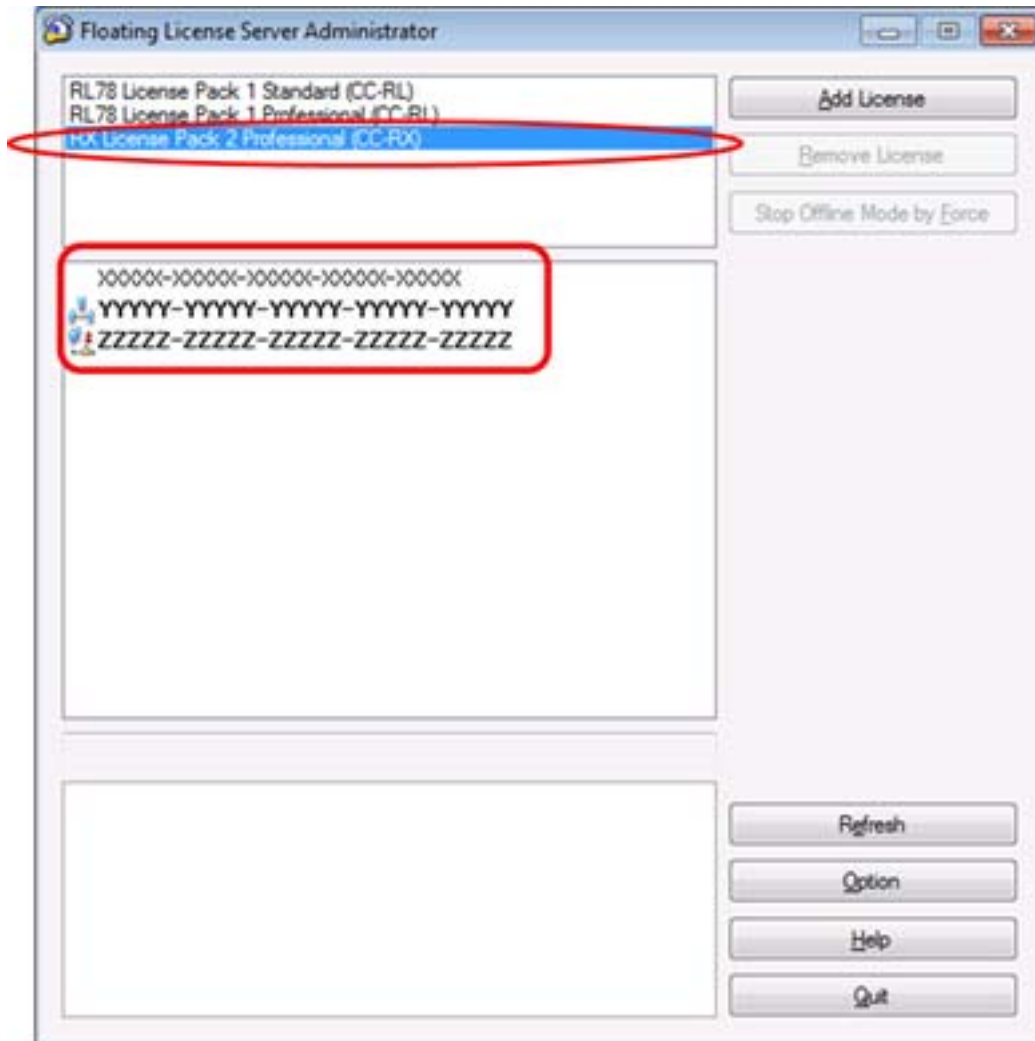 Floating License Server Administrator
RL78 License Pack 1 Standard (CC-RL)
RL78 License Pack 1 Professional (CC-RL)
RX License Pack 2 Professional (CC-RX)
XXXXX-XXXXX-XXXXX-XXXXX-XXXXX
YYYYY-YYYYY-YYYYY-YYYYY-YYYYY
ZZZZZ-ZZZZZ-ZZZZZ-ZZZZZ-ZZZZZ
Add License
Remove License
Stop Offline Mode by Force
Refresh
Option
Help
Quit